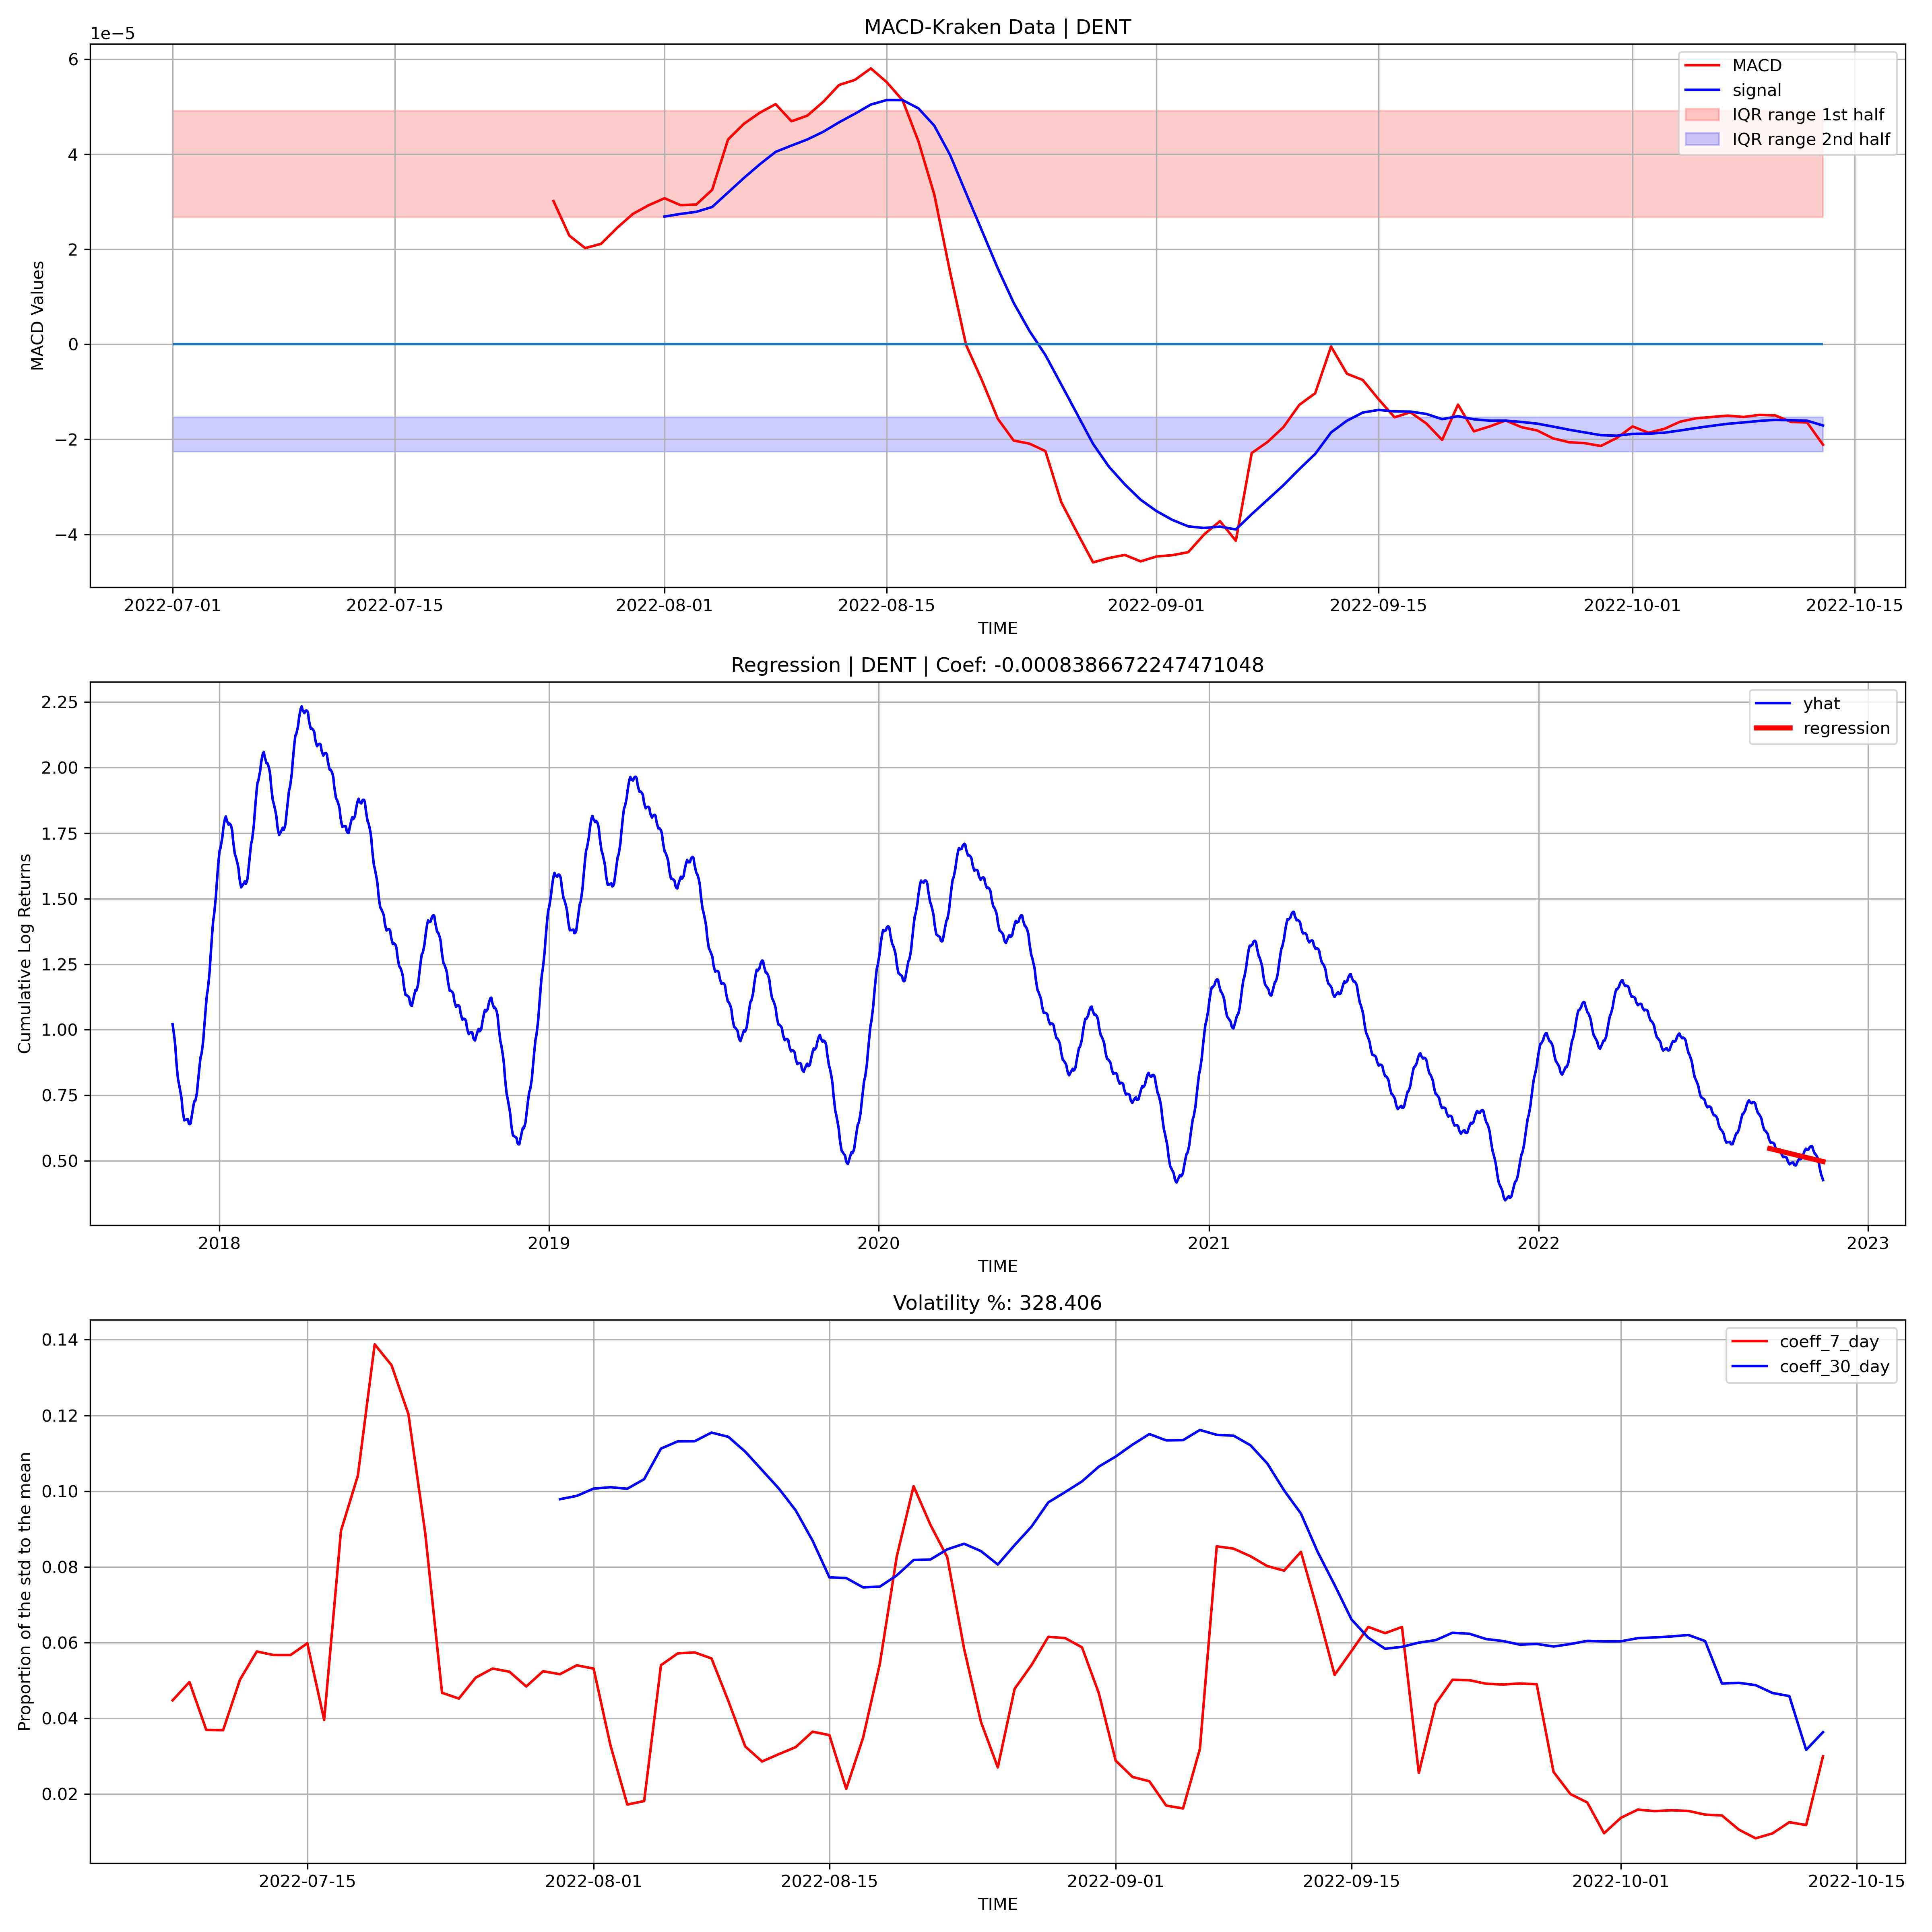 MACD-Kraken Data | DENT
1e−5
6
4
2
0
−2
−4
MACD Values
MACD
signal
IQR range 1st half
IQR range 2nd half
2022-07-01 2022-07-15 2022-08-01 2022-08-15 2022-09-01 2022-09-15 2022-10-01 2022-10-15
TIME
Regression | DENT | Coef: -0.0008386672247471048
2.25
2.00
1.75
1.50
1.25
1.00
0.75
0.50
Cumulative Log Returns
yhat
regression
2018 2019 2020 2021 2022 2023
TIME
Volatility %: 328.406
0.14
0.12
0.10
0.08
0.06
0.04
0.02
Proportion of the std to the mean
coeff_7_day
coeff_30_day
2022-07-15 2022-08-01 2022-08-15 2022-09-01 2022-09-15 2022-10-01 2022-10-15
TIME